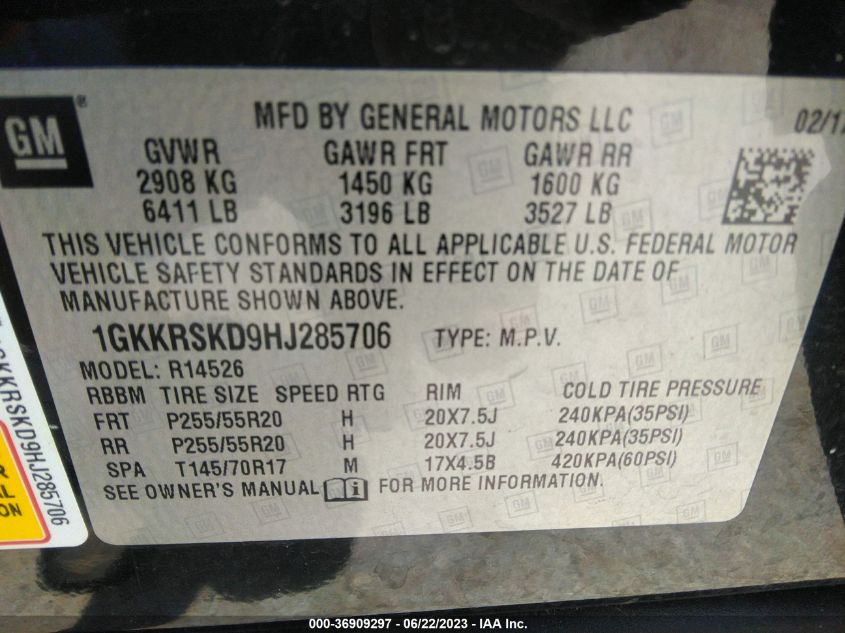 GM ®
MFD BY GENERAL MOTORS LLC 02/17
GVWR GAWR FRT GAWR RR
2908 KG 1450 KG 1600 KG
6411 LB 3196 LB 3527 LB
THIS VEHICLE CONFORMS TO ALL APPLICABLE U.S. FEDERAL MOTOR
VEHICLE SAFETY STANDARDS IN EFFECT ON THE DATE OF
MANUFACTURE SHOWN ABOVE.
1GKKRSKD9HJ285706 TYPE: M.P.V.
MODEL: R14526
RBBM TIRE SIZE SPEED RTG RIM COLD TIRE PRESSURE
FRT P255/55R20 H 20X7.5J 240KPA(35PSI)
RR P255/55R20 H 20X7.5J 240KPA(35PSI)
SPA T145/70R17 M 17X4.5B 420KPA(60PSI)
SEE OWNER'S MANUAL i FOR MORE INFORMATION.
1GKKRSKD9HJ285706
000-36909297 - 06/22/2023 - IAA Inc.